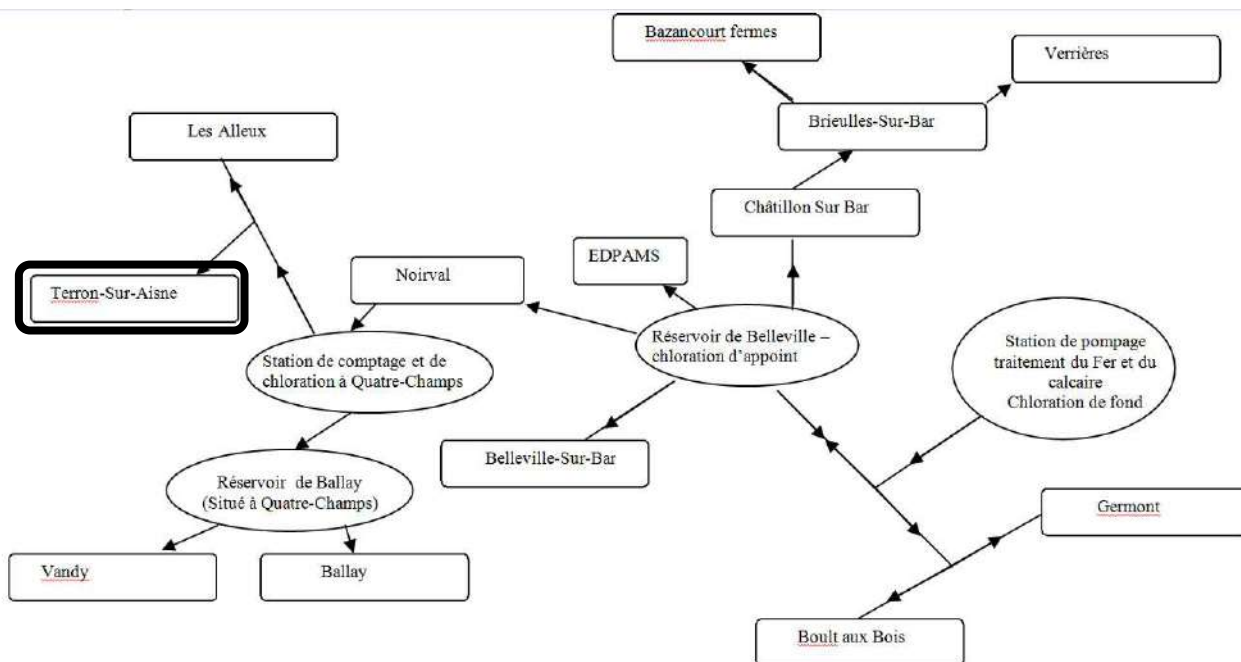 Bazancourt fermes
Verrières
Brieulles-Sur-Bar
Les Alleux
Châtillon Sur Bar
EDPAMS
Noirval
Terron-Sur-Aisne
Réservoir de Belleville –
chloration d’appoint
Station de pompage
traitement du Fer et du
calcaire
Chloration de fond
Station de comptage et de
chloration à Quatre-Champs
Belleville-Sur-Bar
Réservoir de Ballay
(Situé à Quatre-Champs)
Germont
Vandy
Ballay
Boult aux Bois